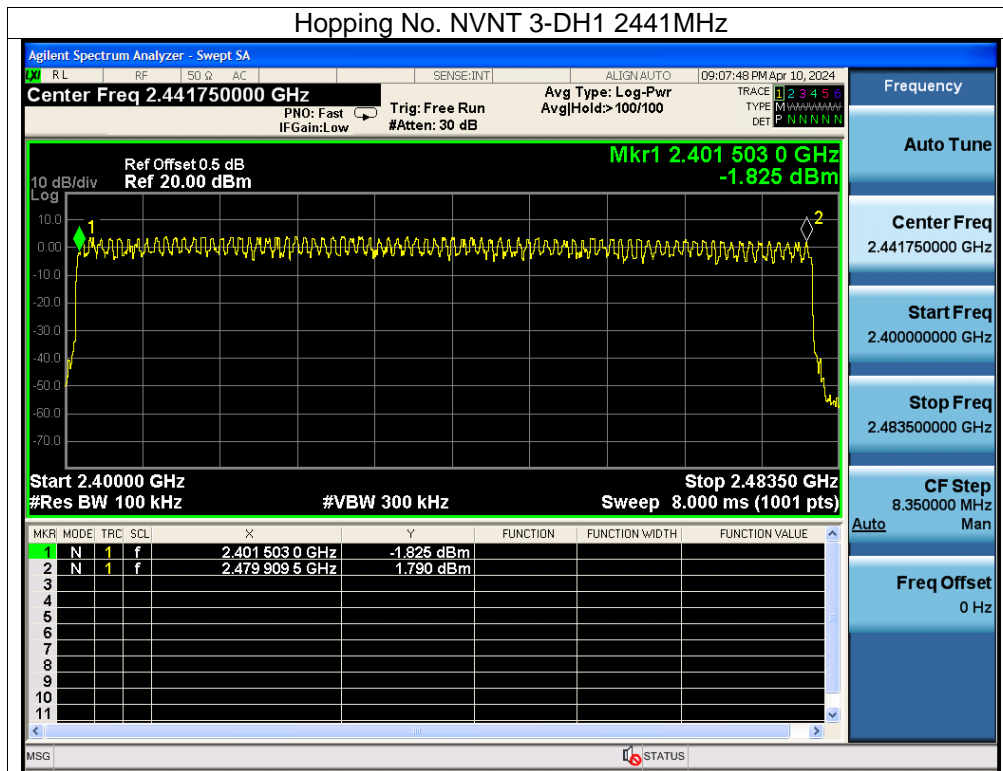 Hopping No. NVNT 3-DH1 2441MHz
Agilent Spectrum Analyzer - Swept SA
LXI RL RF 50 Ω AC SENSE:INT ALIGN AUTO 09:07:48 PM Apr 10, 2024
Center Freq 2.441750000 GHz
PNO: Fast
IFGain:Low
Trig: Free Run
#Atten: 30 dB
Avg Type: Log-Pwr
Avg|Hold:>100/100
TRACE 1 2 3 4 5 6
TYPE M
DET P N N N N N
Ref Offset 0.5 dB
Ref 20.00 dBm
10 dB/div
Log
Mkr1 2.401 503 0 GHz
-1.825 dBm
10.0
0.00
-10.0
-20.0
-30.0
-40.0
-50.0
-60.0
-70.0
1
2
Start 2.40000 GHz
Stop 2.48350 GHz
#Res BW 100 kHz
#VBW 300 kHz
Sweep 8.000 ms (1001 pts)
MKR MODE TRC SCL X Y FUNCTION FUNCTION WIDTH FUNCTION VALUE
1 N 1 f 2.401 503 0 GHz -1.825 dBm
2 N 1 f 2.479 909 5 GHz 1.790 dBm
3
4
5
6
7
8
9
10
11
MSG
STATUS
Frequency
Auto Tune
Center Freq
2.441750000 GHz
Start Freq
2.400000000 GHz
Stop Freq
2.483500000 GHz
CF Step
8.350000 MHz
Auto Man
Freq Offset
0 Hz